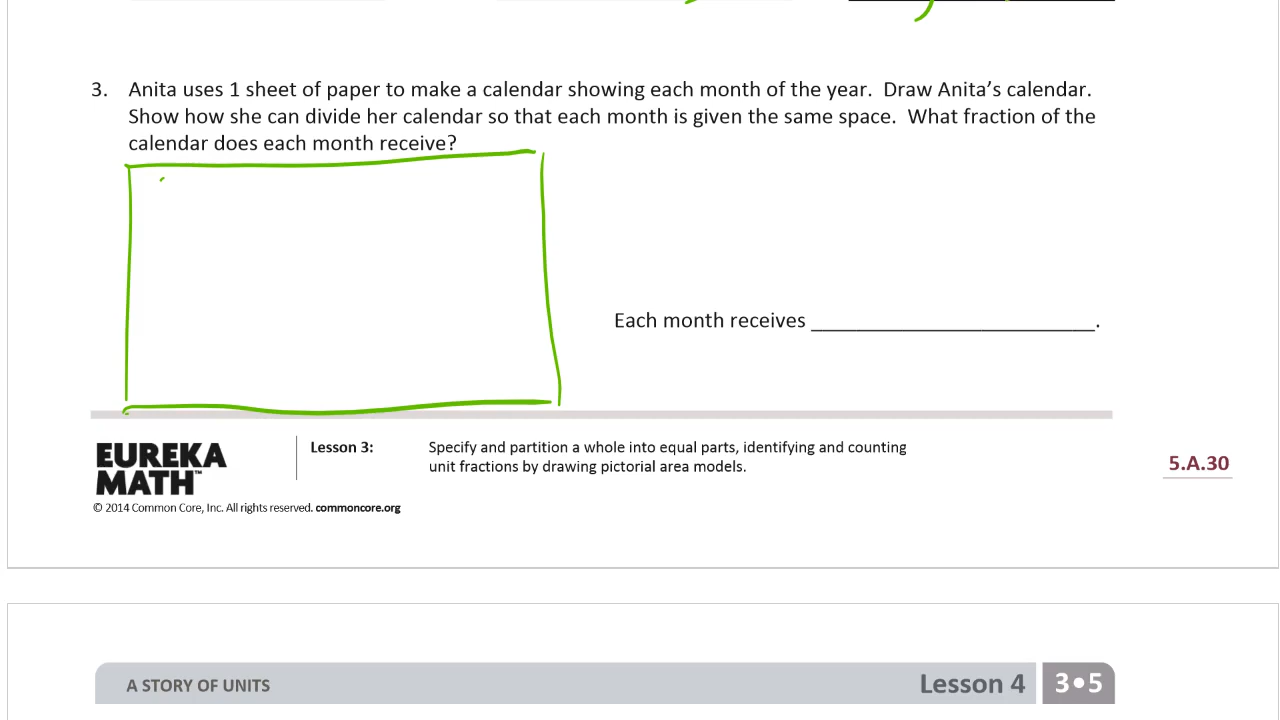 3. Anita uses 1 sheet of paper to make a calendar showing each month of the year. Draw Anita’s calendar.
Show how she can divide her calendar so that each month is given the same space. What fraction of the
calendar does each month receive?
Each month receives __________________________.
EUREKA
MATH™
Lesson 3:
Specify and partition a whole into equal parts, identifying and counting
unit fractions by drawing pictorial area models.
5.A.30
© 2014 Common Core, Inc. All rights reserved. commoncore.org
A STORY OF UNITS
Lesson 4
3•5